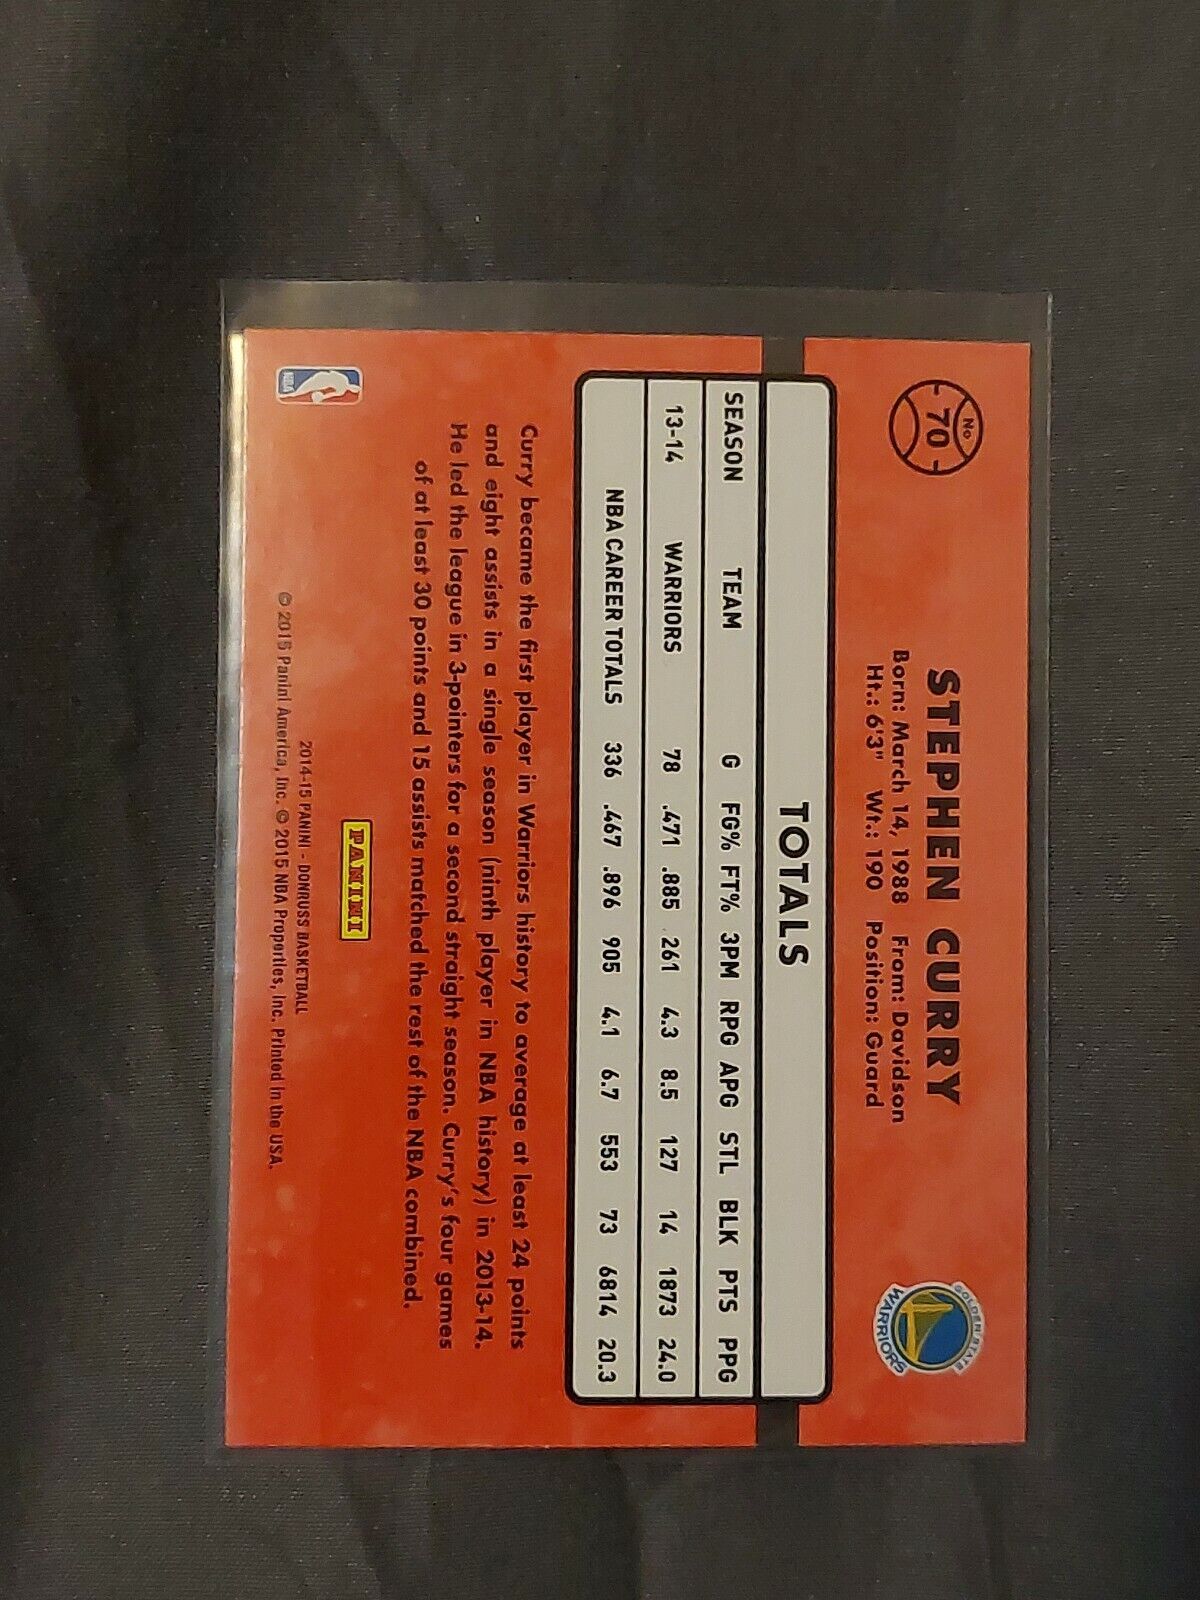 No
70
STEPHEN CURRY
Born: March 14, 1988 From: Davidson
Ht.: 6'3" Wt.: 190 Position: Guard
GOLDEN STATE
WARRIORS
TOTALS
SEASON TEAM G FG% FT% 3PM RPG APG STL BLK PTS PPG
13-14 WARRIORS 78 .471 .885 261 4.3 8.5 127 14 1873 24.0
NBA CAREER TOTALS 336 .467 .896 905 4.1 6.7 553 73 6814 20.3
Curry became the first player in Warriors history to average at least 24 points
and eight assists in a single season (ninth player in NBA history) in 2013-14.
He led the league in 3-pointers for a second straight season. Curry's four games
of at least 30 points and 15 assists matched the rest of the NBA combined.
PANINI
NBA
2014-15 PANINI - DONRUSS BASKETBALL
© 2015 Panini America, Inc. © 2015 NBA Properties, Inc. Printed in the USA.